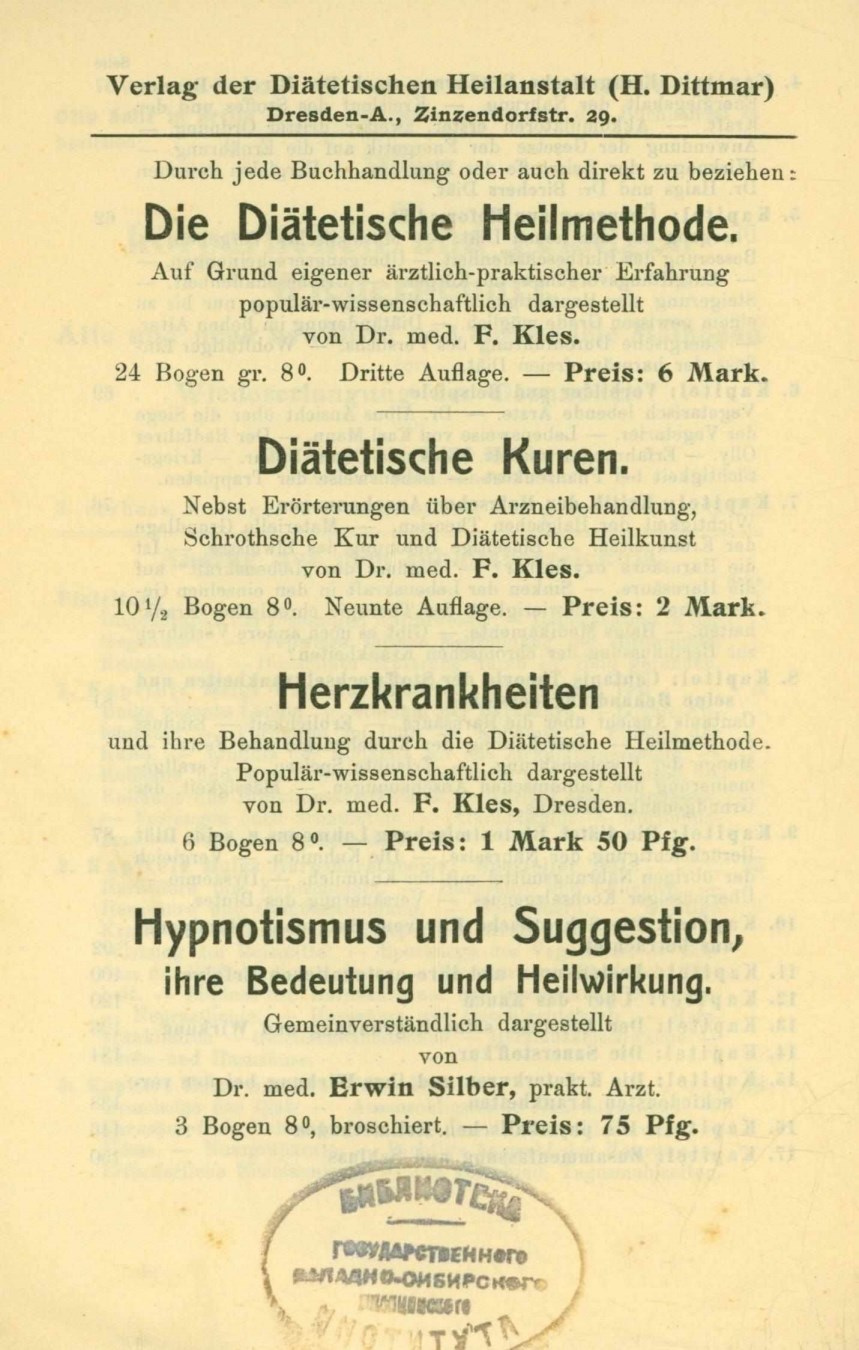 Verlag der Diätetischen Heilanstalt (H. Dittmar)
Dresden-A., Zinzendorfstr. 29.
Durch jede Buchhandlung oder auch direkt zu beziehen:
Die Diätetische Heilmethode.
Auf Grund eigener ärztlich-praktischer Erfahrung
populär-wissenschaftlich dargestellt
von Dr. med. F. Kles.
24 Bogen gr. 8⁰. Dritte Auflage. — Preis: 6 Mark.
Diätetische Kuren.
Nebst Erörterungen über Arzneibehandlung,
Schrothsche Kur und Diätetische Heilkunst
von Dr. med. F. Kles.
10 ½ Bogen 8⁰. Neunte Auflage. — Preis: 2 Mark.
Herzkrankheiten
und ihre Behandlung durch die Diätetische Heilmethode.
Populär-wissenschaftlich dargestellt
von Dr. med. F. Kles, Dresden.
6 Bogen 8⁰. — Preis: 1 Mark 50 Pfg.
Hypnotismus und Suggestion,
ihre Bedeutung und Heilwirkung.
Gemeinverständlich dargestellt
von
Dr. med. Erwin Silber, prakt. Arzt.
3 Bogen 8⁰, broschiert. — Preis: 75 Pfg.
БИБЛИОТЕКА
ГОСУДАРСТВЕННОГО
ЗАПАДНО-СИБИРСКОГО